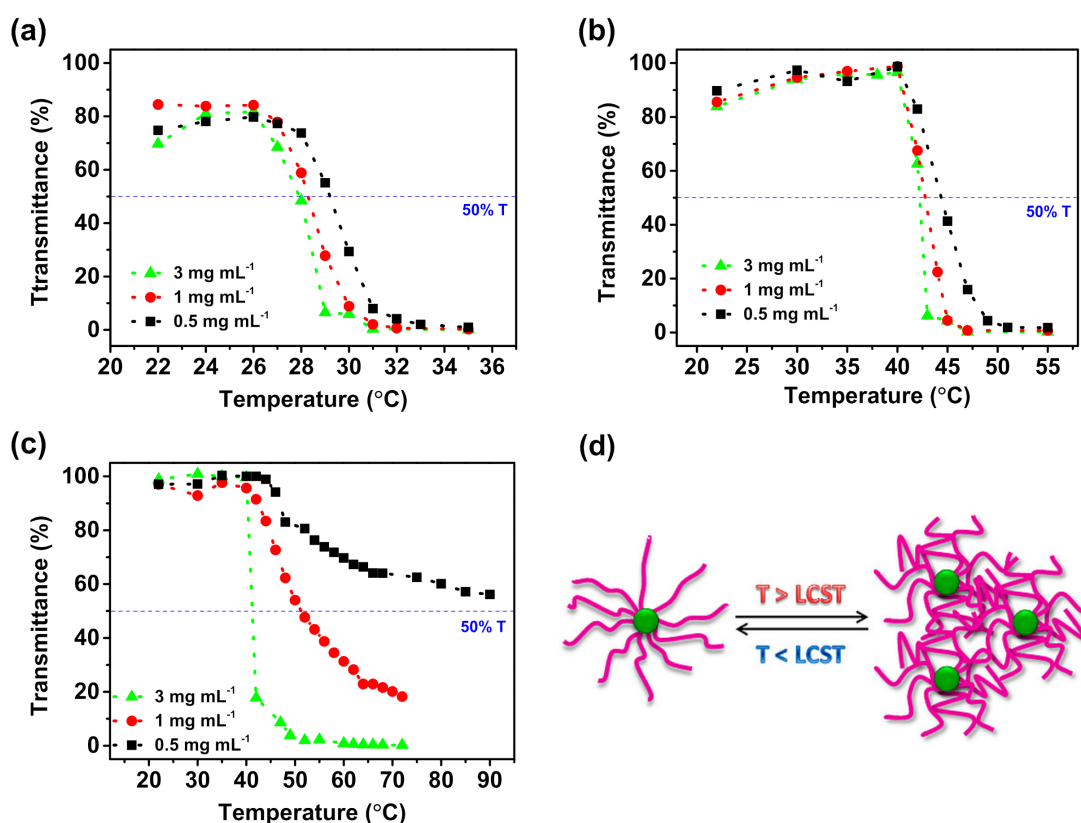 (a)
100
80
60
40
20
0
Ttransmittance (%)
50% T
3 mg mL⁻¹
1 mg mL⁻¹
0.5 mg mL⁻¹
20 22 24 26 28 30 32 34 36
Temperature (°C)
(b)
100
80
60
40
20
0
Transmittance (%)
50% T
3 mg mL⁻¹
1 mg mL⁻¹
0.5 mg mL⁻¹
20 25 30 35 40 45 50 55
Temperature (°C)
(c)
100
80
60
40
20
0
Transmittance (%)
50% T
3 mg mL⁻¹
1 mg mL⁻¹
0.5 mg mL⁻¹
20 30 40 50 60 70 80 90
Temperature (°C)
(d)
T > LCST
T < LCST